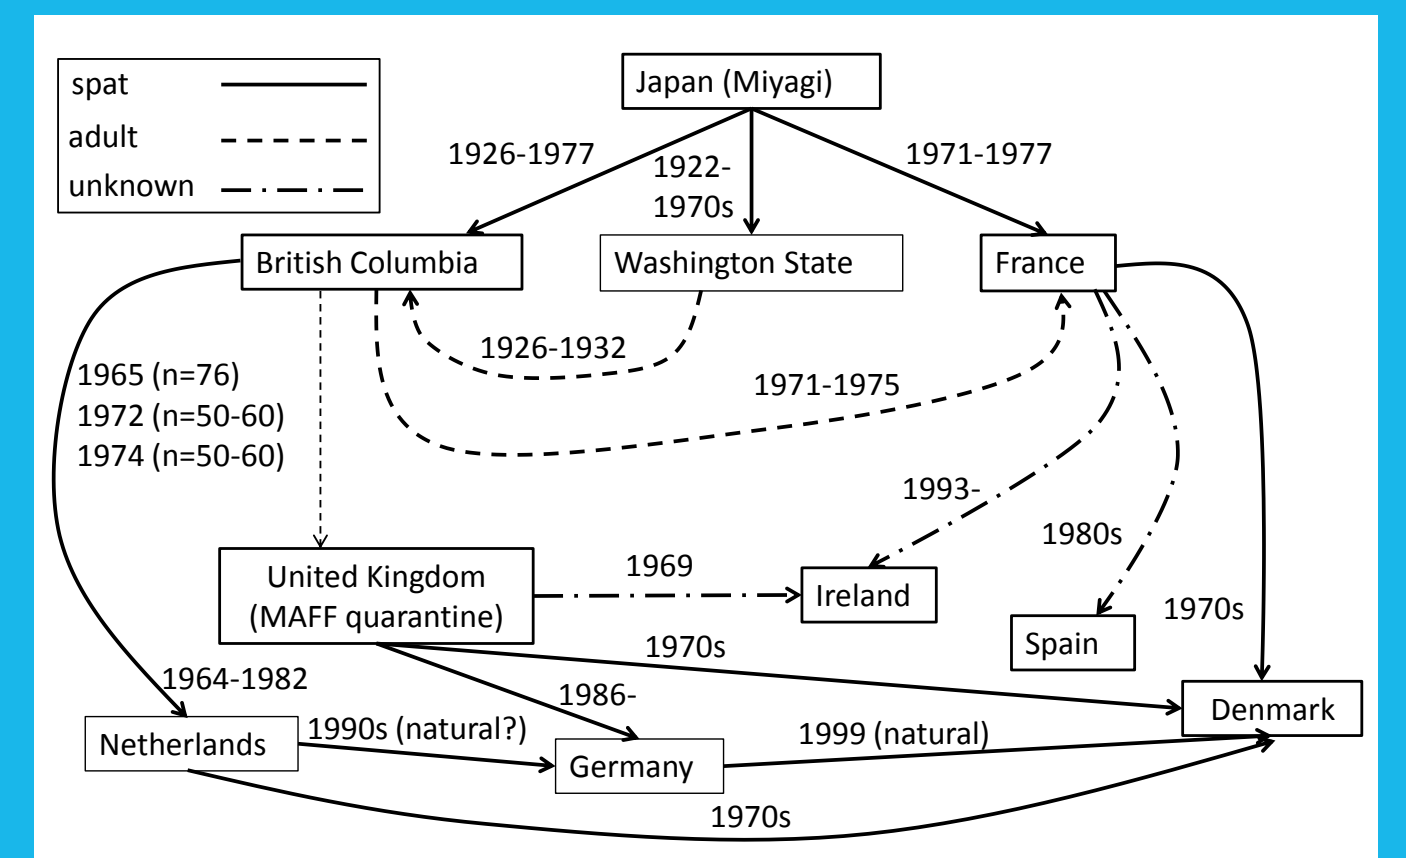 spat
adult
unknown
Japan (Miyagi)
1926-1977
1922-
1970s
1971-1977
British Columbia
Washington State
France
1926-1932
1971-1975
1965 (n=76)
1972 (n=50-60)
1974 (n=50-60)
1993-
1980s
United Kingdom
(MAFF quarantine)
1969
Ireland
Spain
1970s
1970s
1964-1982
1986-
Denmark
1990s (natural?)
1999 (natural)
Netherlands
Germany
1970s